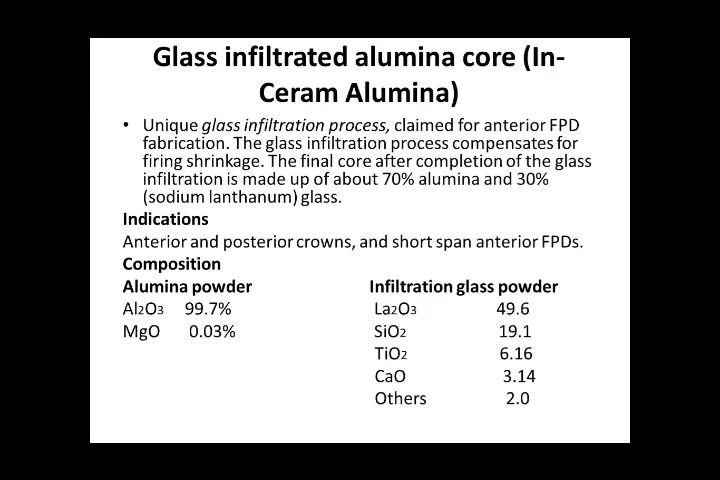 Glass infiltrated alumina core (In-
Ceram Alumina)
• Unique glass infiltration process, claimed for anterior FPD
fabrication. The glass infiltration process compensates for
firing shrinkage. The final core after completion of the glass
infiltration is made up of about 70% alumina and 30%
(sodium lanthanum) glass.
Indications
Anterior and posterior crowns, and short span anterior FPDs.
Composition
Alumina powder Infiltration glass powder
Al2O3 99.7% La2O3 49.6
MgO 0.03% SiO2 19.1
TiO2 6.16
CaO 3.14
Others 2.0